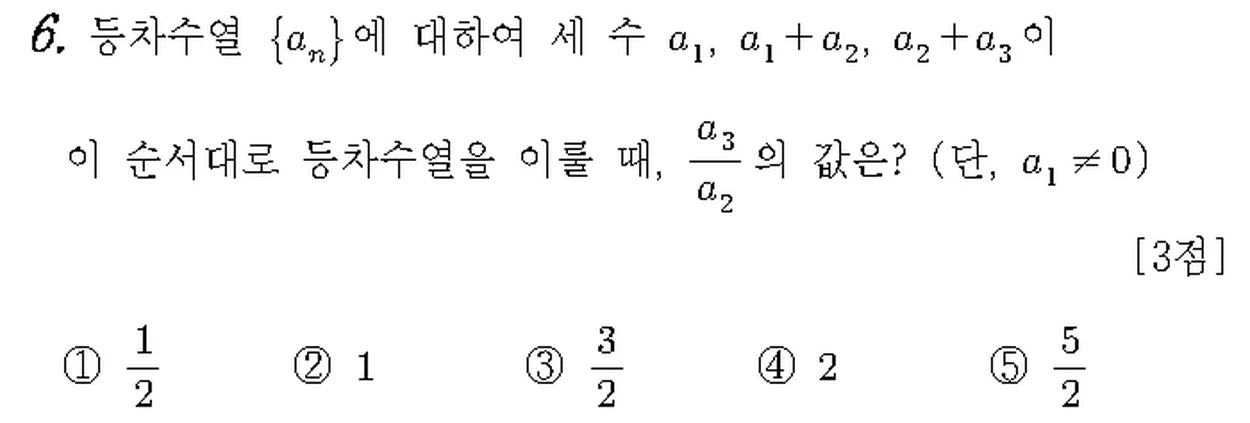 6. 등차수열 {aₙ}에 대하여 세 수 a₁, a₁+a₂, a₂+a₃이
이 순서대로 등차수열을 이룰 때, a₃/a₂의 값은? (단, a₁≠0)
[3점]
① 1/2 ② 1 ③ 3/2 ④ 2 ⑤ 5/2